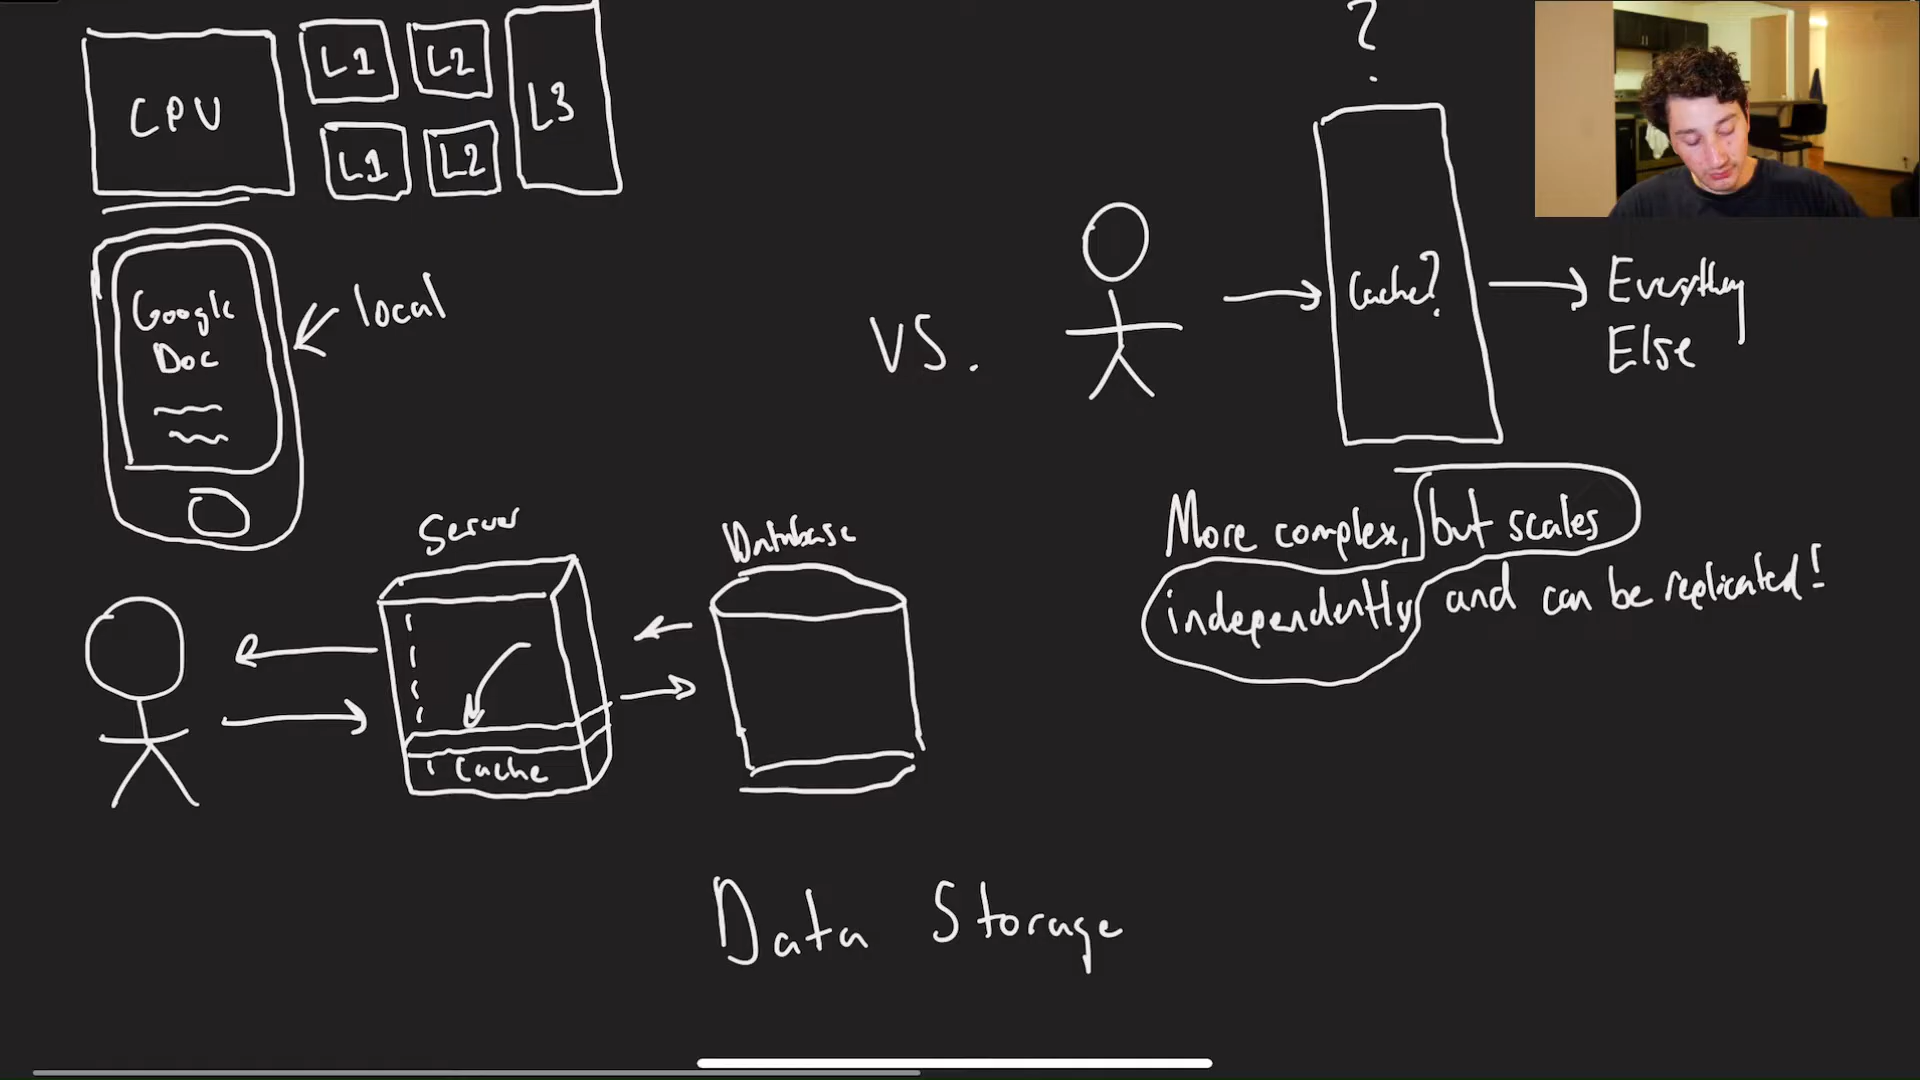 CPU
L1
L2
L1
L2
L3
Google
Doc
local
VS.
?
Cache?
Everything
Else
More complex, but scales
independently and can be replicated!
Server
Database
Cache
Data Storage